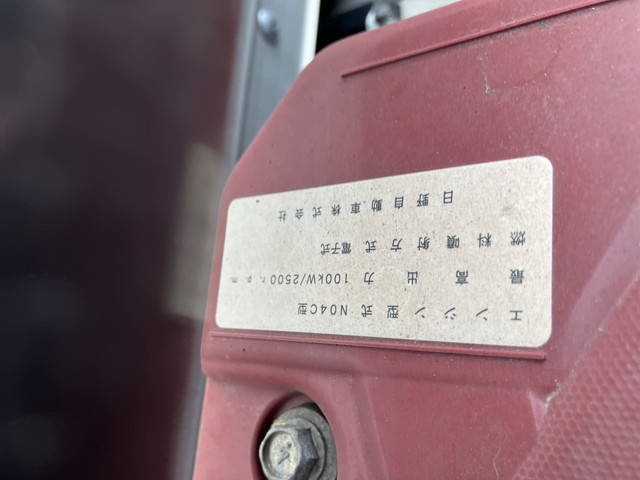 エンジン型式 N04C型
最高出力 100kW/2500r.p.m
燃料噴射方式 電子式
日野自動車株式会社